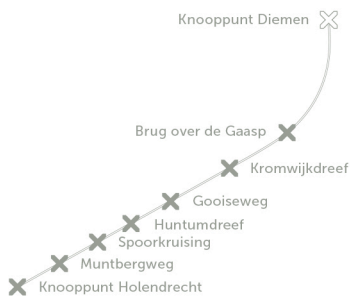 Knooppunt Diemen
Brug over de Gaasp
Kromwijkdreef
Gooiseweg
Huntumdreef
Spoorkruising
Muntbergweg
Knooppunt Holendrecht